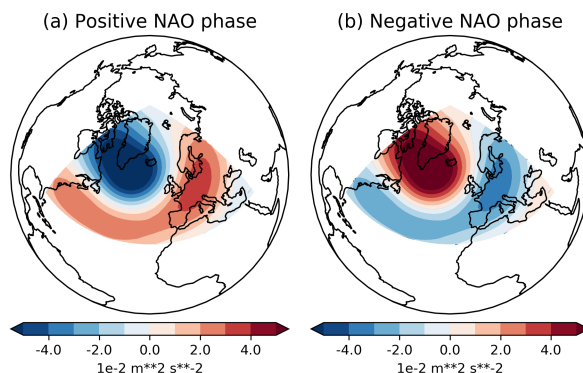 (a) Positive NAO phase
(b) Negative NAO phase
-4.0 -2.0 0.0 2.0 4.0
1e-2 m**2 s**-2
-4.0 -2.0 0.0 2.0 4.0
1e-2 m**2 s**-2